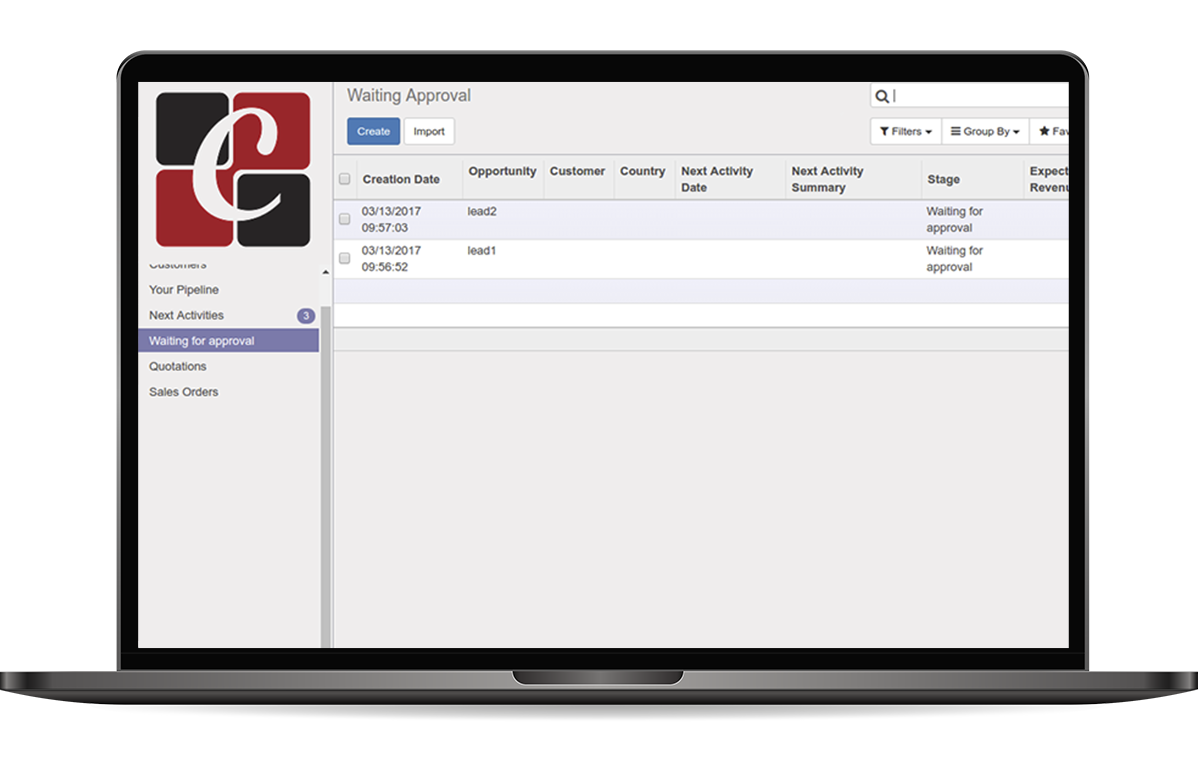 C
Customers
Your Pipeline
Next Activities 3
Waiting for approval
Quotations
Sales Orders
Waiting Approval
Create Import
Filters Group By Fav
Creation Date Opportunity Customer Country Next Activity Date Next Activity Summary Stage Expect Revenu
03/13/2017 lead2 Waiting for
09:57:03 approval
03/13/2017 lead1 Waiting for
09:56:52 approval